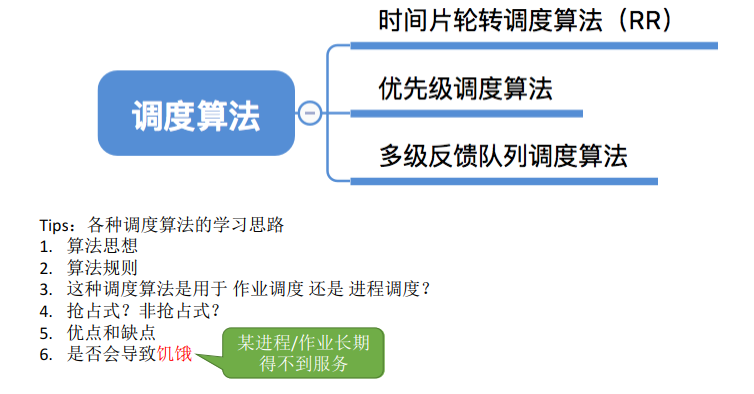 时间片轮转调度算法（RR）
调度算法
优先级调度算法
多级反馈队列调度算法
Tips：各种调度算法的学习思路
1. 算法思想
2. 算法规则
3. 这种调度算法是用于 作业调度 还是 进程调度？
4. 抢占式？非抢占式？
5. 优点和缺点
6. 是否会导致饥饿
某进程/作业长期
得不到服务